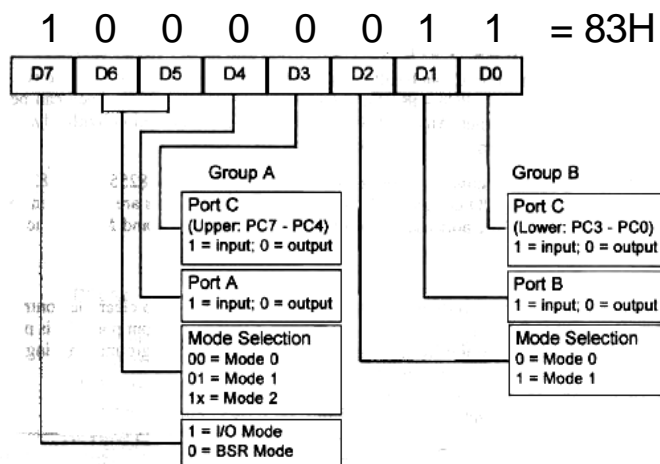 1 0 0 0 0 0 1 1 = 83H
D7 D6 D5 D4 D3 D2 D1 D0
Group A
Port C
(Upper: PC7 - PC4)
1 = input; 0 = output
Port A
1 = input; 0 = output
Mode Selection
00 = Mode 0
01 = Mode 1
1x = Mode 2
1 = I/O Mode
0 = BSR Mode
Group B
Port C
(Lower: PC3 - PC0)
1 = input; 0 = output
Port B
1 = input; 0 = output
Mode Selection
0 = Mode 0
1 = Mode 1